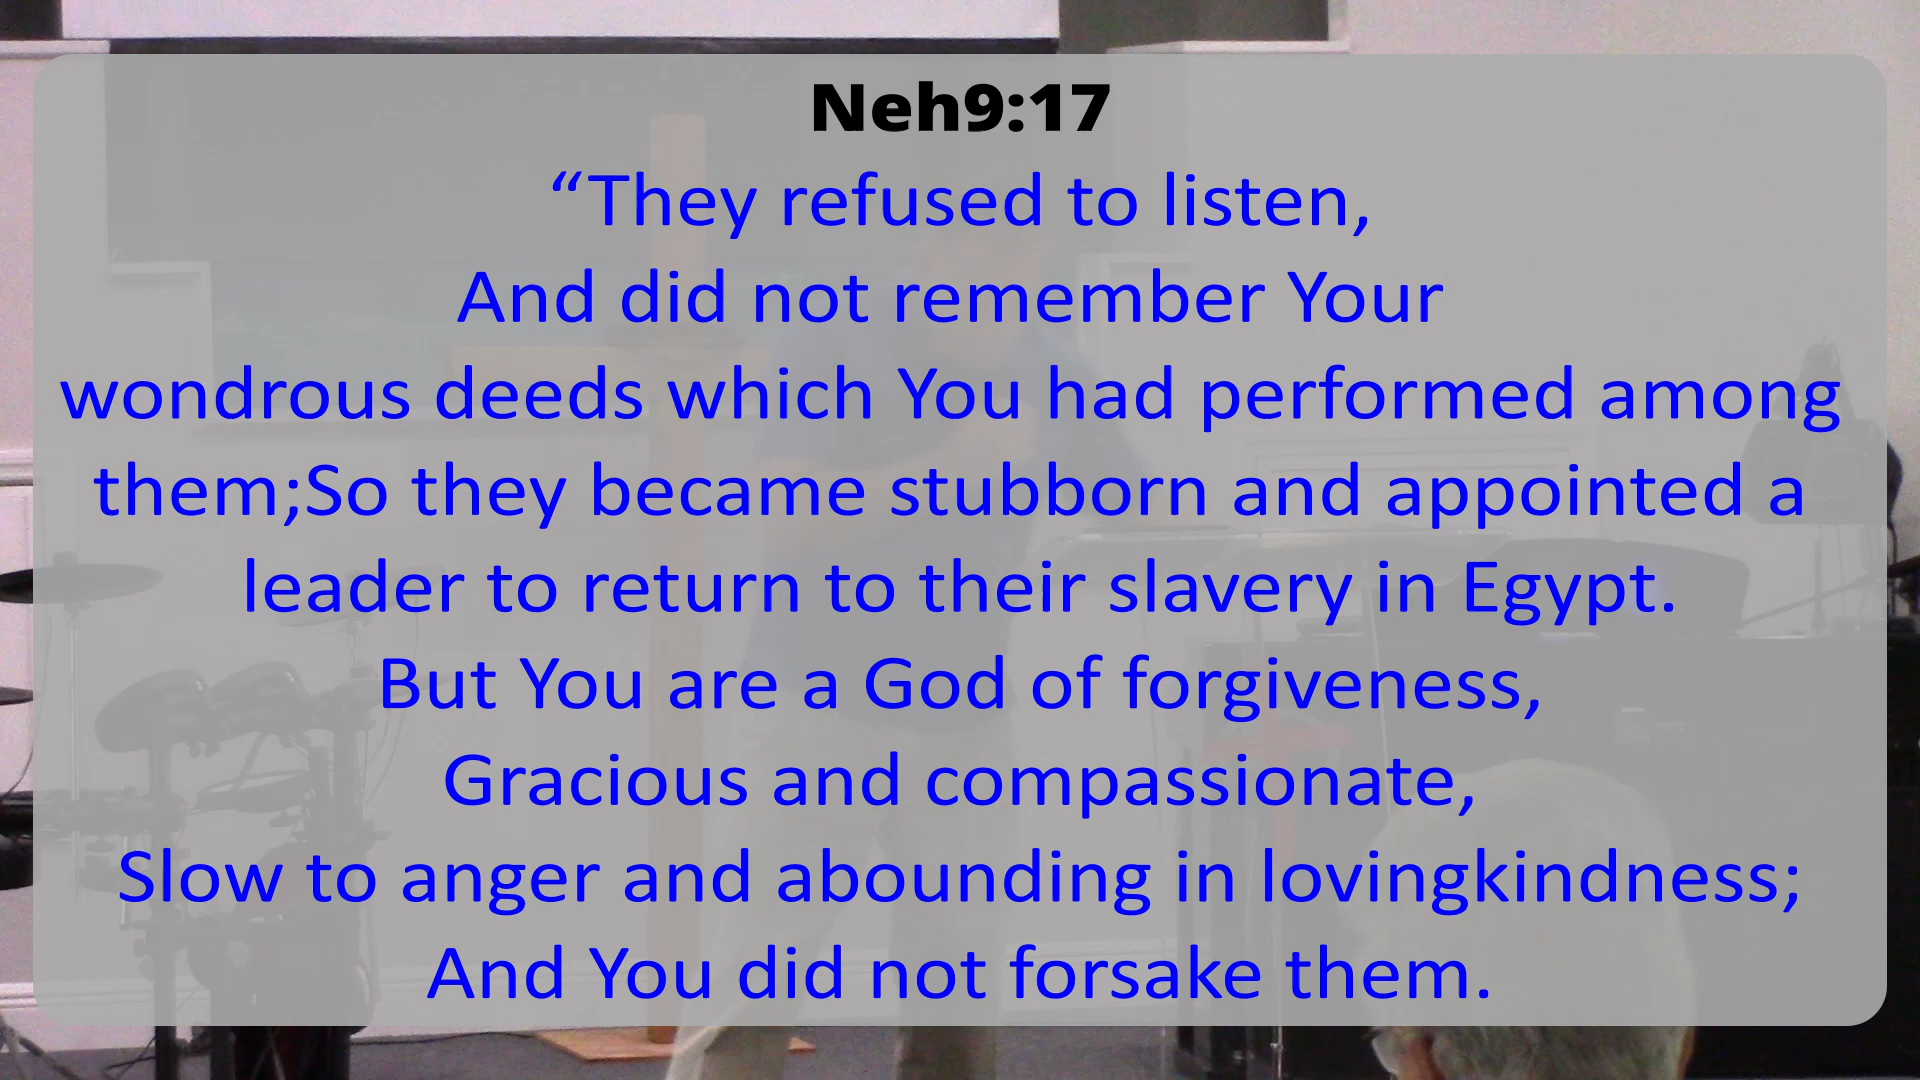 Neh9:17
“They refused to listen,
And did not remember Your
wondrous deeds which You had performed among
them;So they became stubborn and appointed a
leader to return to their slavery in Egypt.
But You are a God of forgiveness,
Gracious and compassionate,
Slow to anger and abounding in lovingkindness;
And You did not forsake them.